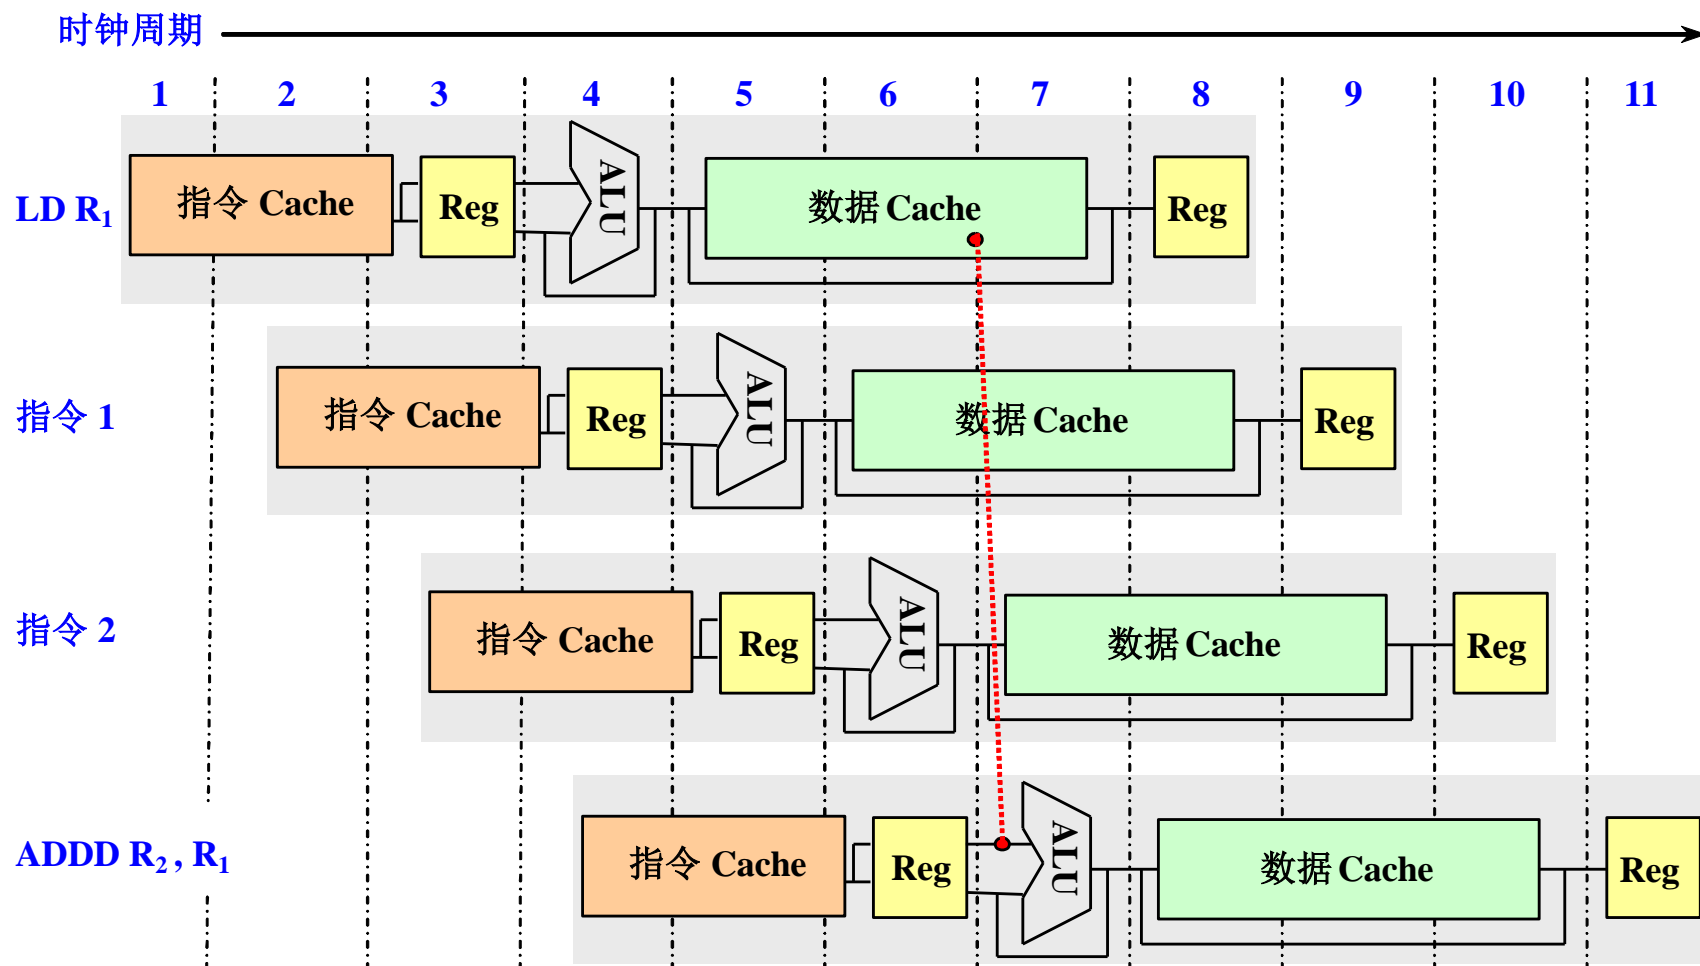 时钟周期
1 2 3 4 5 6 7 8 9 10 11
LD R₁ 指令 Cache Reg ALU 数据 Cache Reg
指令 1 指令 Cache Reg ALU 数据 Cache Reg
指令 2 指令 Cache Reg ALU 数据 Cache Reg
ADDD R₂ , R₁ 指令 Cache Reg ALU 数据 Cache Reg